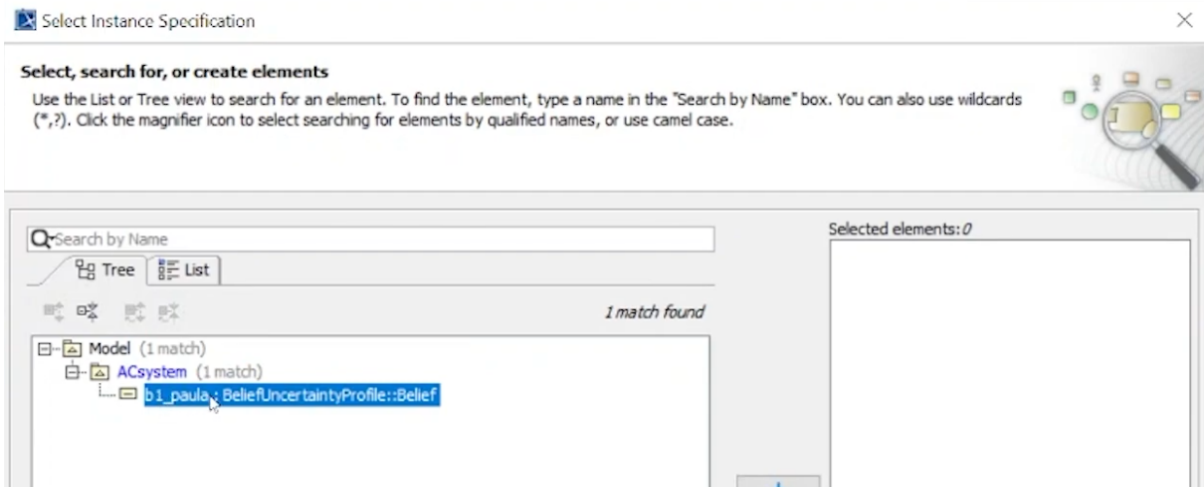 Select Instance Specification
Select, search for, or create elements
Use the List or Tree view to search for an element. To find the element, type a name in the "Search by Name" box. You can also use wildcards
(*,?). Click the magnifier icon to select searching for elements by qualified names, or use camel case.
Search by Name
Selected elements:0
Tree
List
1 match found
Model (1 match)
ACsystem (1 match)
b1_paula : BeliefUncertaintyProfile::Belief